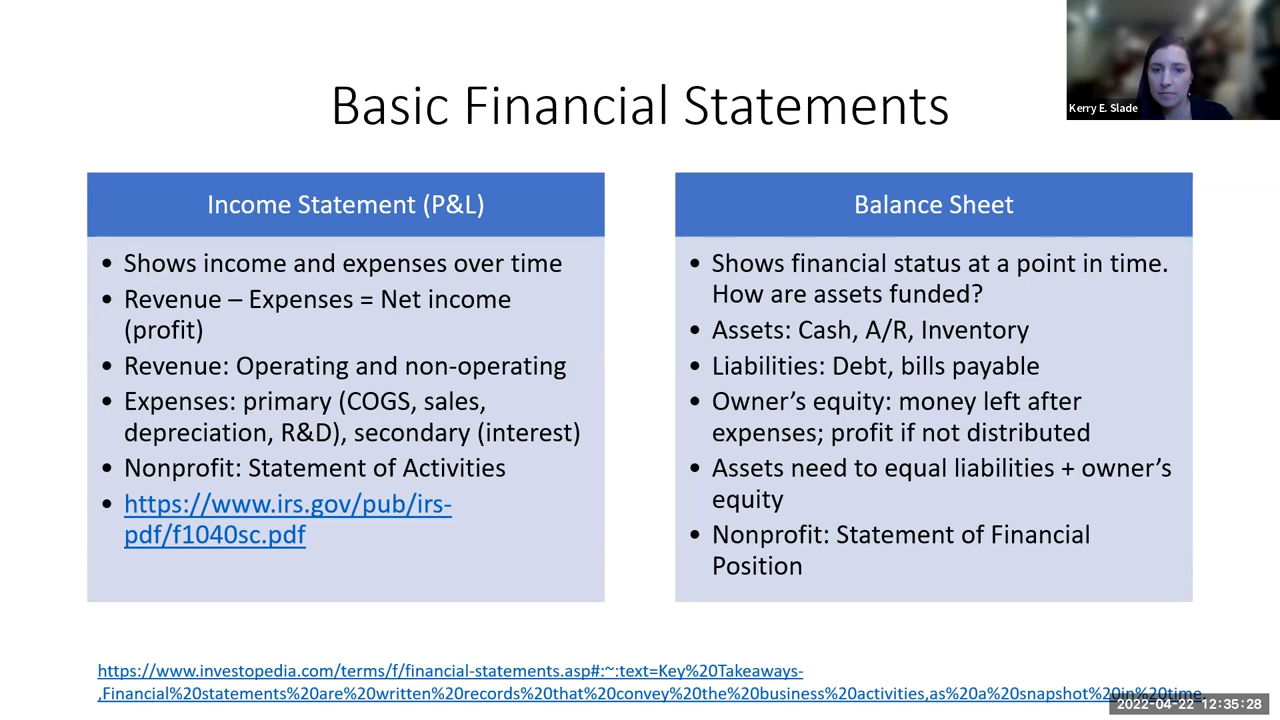 Kerry E. Slade
Basic Financial Statements
Income Statement (P&L)
• Shows income and expenses over time
• Revenue – Expenses = Net income
(profit)
• Revenue: Operating and non-operating
• Expenses: primary (COGS, sales,
depreciation, R&D), secondary (interest)
• Nonprofit: Statement of Activities
• https://www.irs.gov/pub/irs-
pdf/f1040sc.pdf
Balance Sheet
• Shows financial status at a point in time.
How are assets funded?
• Assets: Cash, A/R, Inventory
• Liabilities: Debt, bills payable
• Owner’s equity: money left after
expenses; profit if not distributed
• Assets need to equal liabilities + owner’s
equity
• Nonprofit: Statement of Financial
Position
https://www.investopedia.com/terms/f/financial-statements.asp#:~:text=Key%20Takeaways-
,Financial%20statements%20are%20written%20records%20that%20convey%20the%20business%20activities,as%20a%20snapshot%20in%20time.
2022-04-22 12:35:28